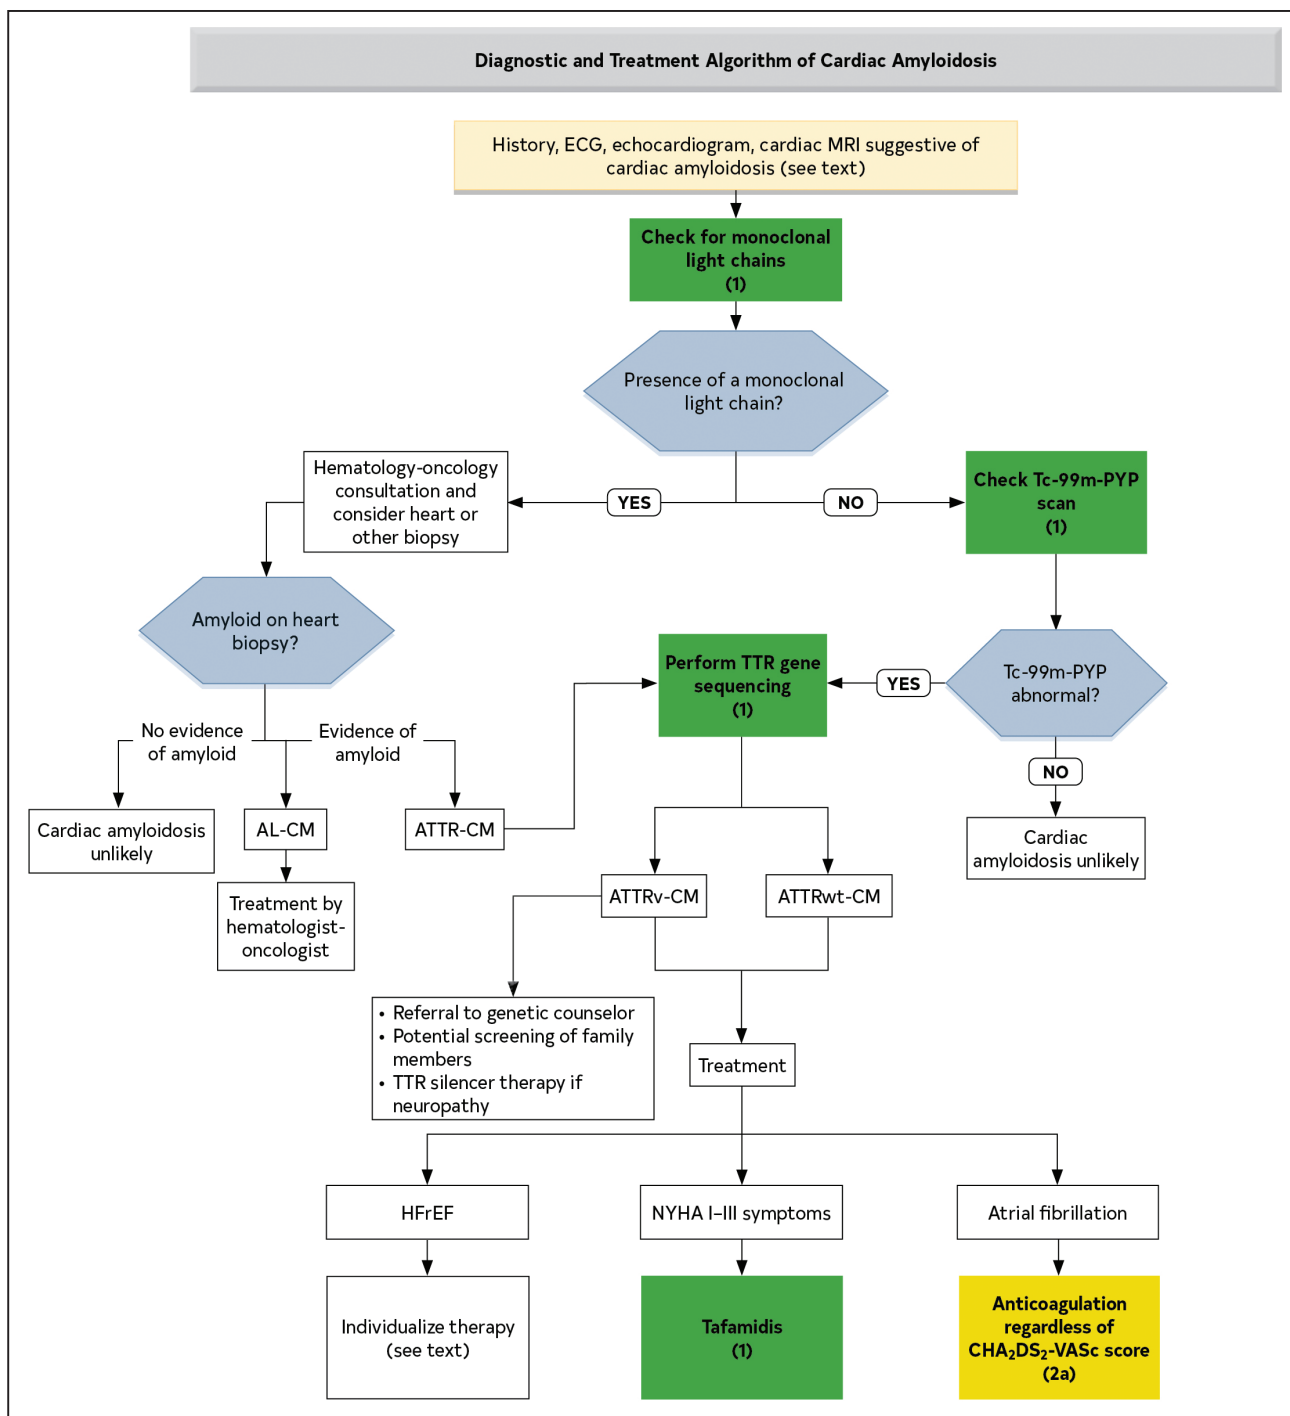 Diagnostic and Treatment Algorithm of Cardiac Amyloidosis
History, ECG, echocardiogram, cardiac MRI suggestive of
cardiac amyloidosis (see text)
Check for monoclonal
light chains
(1)
Presence of a monoclonal
light chain?
YES
NO
Hematology-oncology
consultation and
consider heart or
other biopsy
Check Tc-99m-PYP
scan
(1)
Amyloid on heart
biopsy?
Perform TTR gene
sequencing
(1)
YES
Tc-99m-PYP
abnormal?
No evidence
of amyloid
Evidence of
amyloid
NO
Cardiac amyloidosis
unlikely
AL-CM
ATTR-CM
Cardiac
amyloidosis unlikely
Treatment by
hematologist-
oncologist
ATTRv-CM
ATTRwt-CM
• Referral to genetic counselor
• Potential screening of family
members
• TTR silencer therapy if
neuropathy
Treatment
HFrEF
NYHA I–III symptoms
Atrial fibrillation
Individualize therapy
(see text)
Tafamidis
(1)
Anticoagulation
regardless of
CHA₂DS₂-VASc score
(2a)